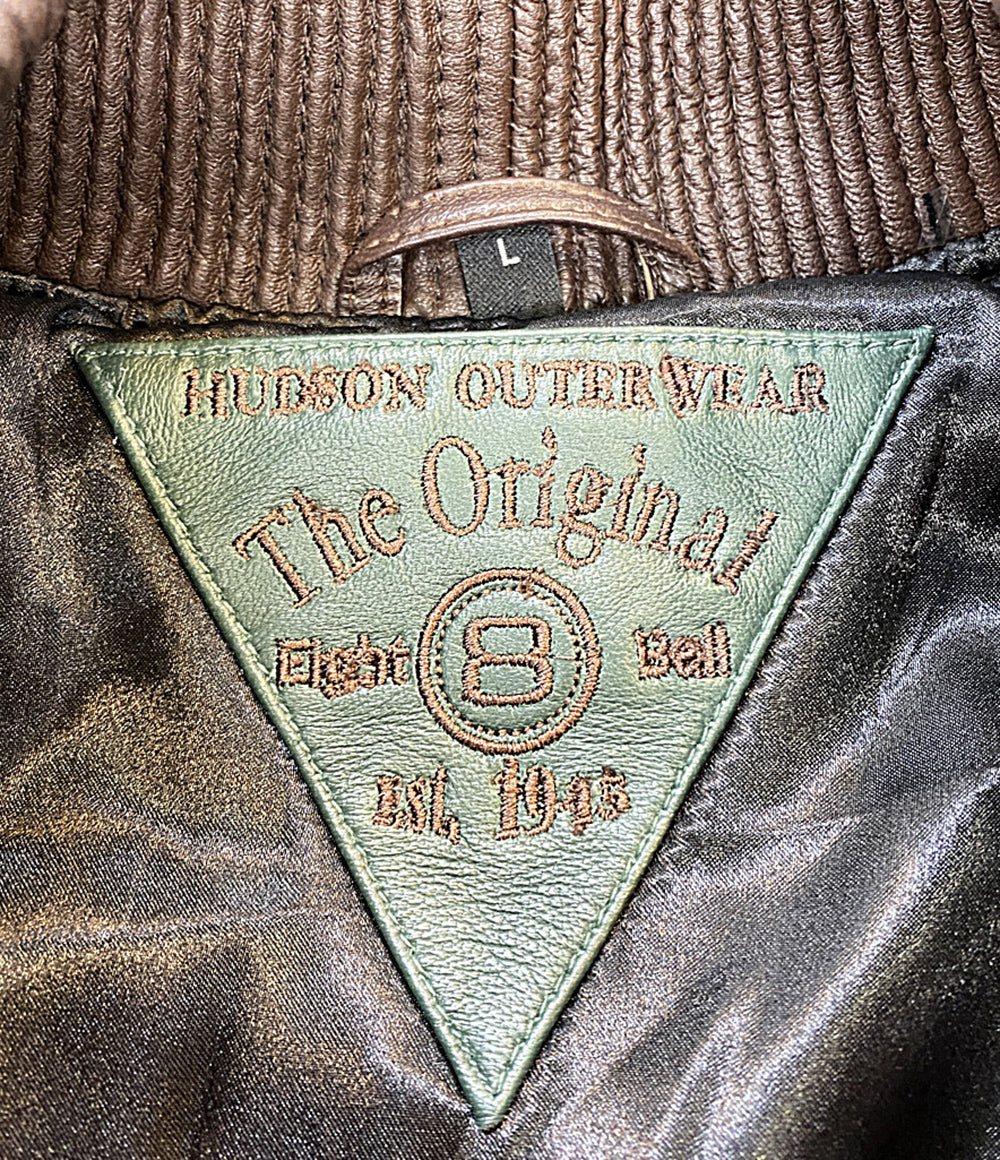 L
HUDSON OUTERWEAR
The Original
Eight 8 Bell
Est. 1945